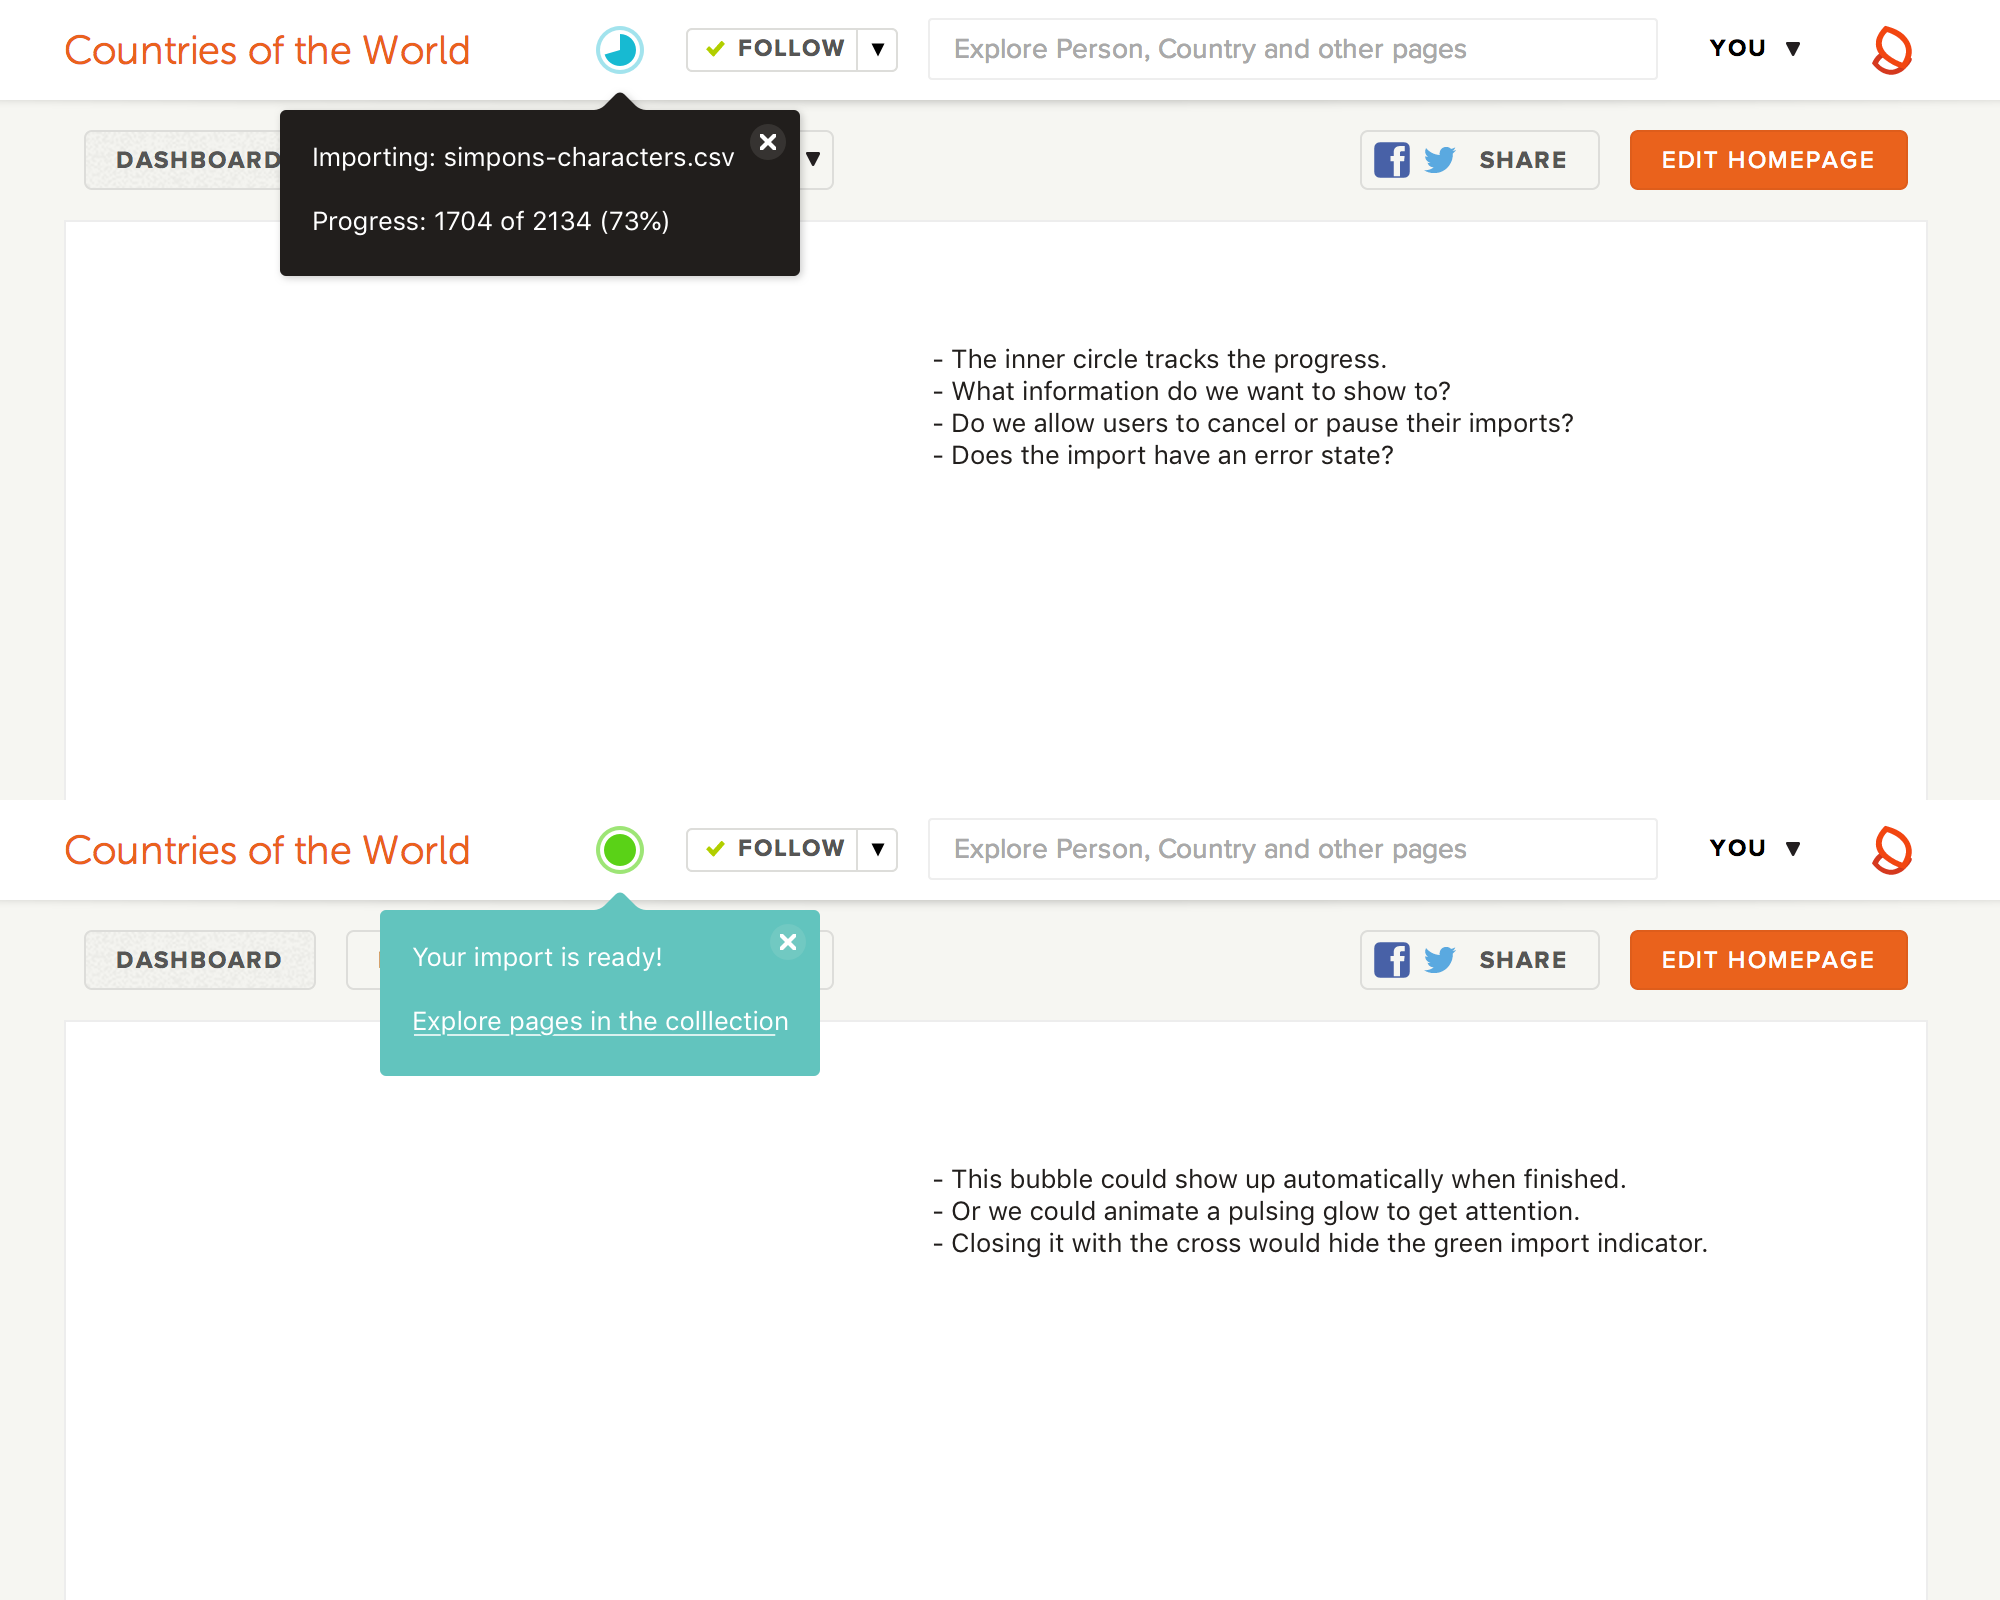 Countries of the World
FOLLOW
Explore Person, Country and other pages
YOU
DASHBOARD
Importing: simpons-characters.csv
Progress: 1704 of 2134 (73%)
SHARE
EDIT HOMEPAGE
- The inner circle tracks the progress.
- What information do we want to show to?
- Do we allow users to cancel or pause their imports?
- Does the import have an error state?
Countries of the World
FOLLOW
Explore Person, Country and other pages
YOU
DASHBOARD
Your import is ready!
Explore pages in the colllection
SHARE
EDIT HOMEPAGE
- This bubble could show up automatically when finished.
- Or we could animate a pulsing glow to get attention.
- Closing it with the cross would hide the green import indicator.